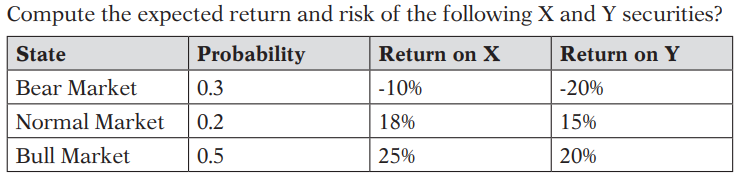 Compute the expected return and risk of the following X and Y securities?
State Probability Return on X Return on Y
Bear Market 0.3 -10% -20%
Normal Market 0.2 18% 15%
Bull Market 0.5 25% 20%